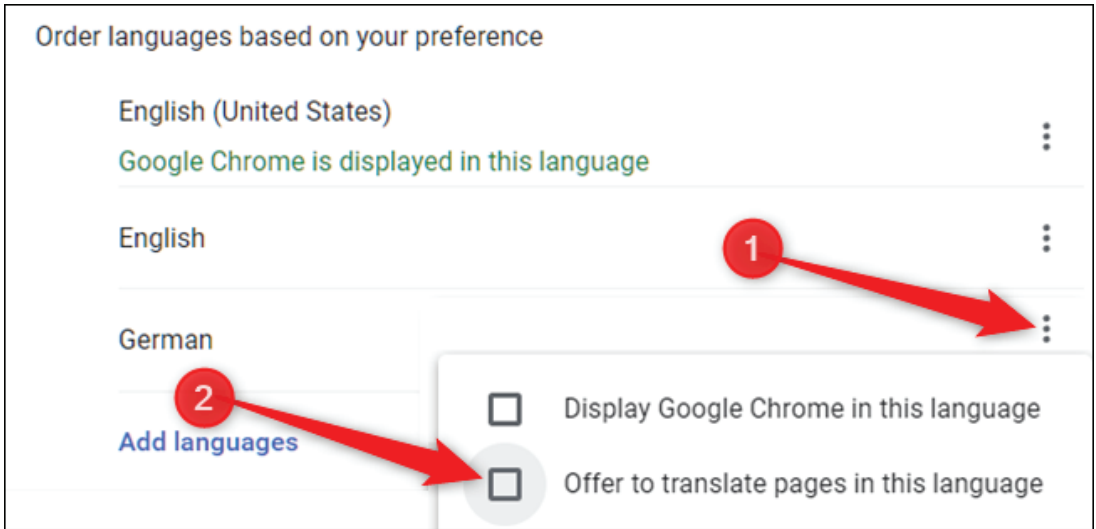 Order languages based on your preference
English (United States)
Google Chrome is displayed in this language
English
1
German
2
Display Google Chrome in this language
Add languages
Offer to translate pages in this language